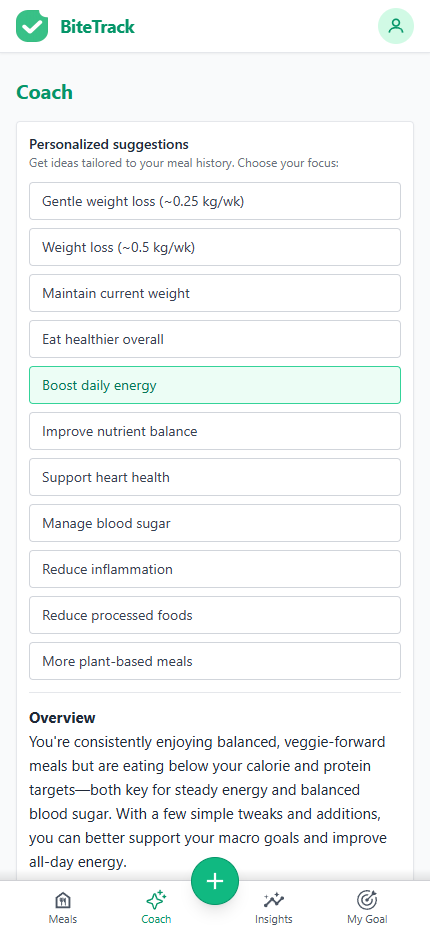 BiteTrack
Coach
Personalized suggestions
Get ideas tailored to your meal history. Choose your focus:
Gentle weight loss (~0.25 kg/wk)
Weight loss (~0.5 kg/wk)
Maintain current weight
Eat healthier overall
Boost daily energy
Improve nutrient balance
Support heart health
Manage blood sugar
Reduce inflammation
Reduce processed foods
More plant-based meals
Overview
You're consistently enjoying balanced, veggie-forward
meals but are eating below your calorie and protein
targets—both key for steady energy and balanced
blood sugar. With a few simple tweaks and additions,
you can better support your macro goals and improve
all-day energy.
Meals
Coach
Insights
My Goal